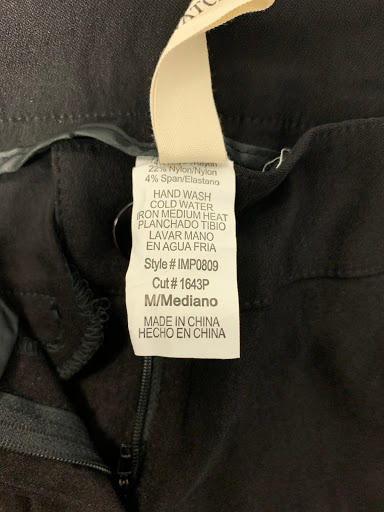 XTC
22% Nylon/Nylon
4% Span/Elastano
HAND WASH
COLD WATER
IRON MEDIUM HEAT
PLANCHADO TIBIO
LAVAR MANO
EN AGUA FRIA
Style # IMP0809
Cut # 1643P
M/Mediano
MADE IN CHINA
HECHO EN CHINA